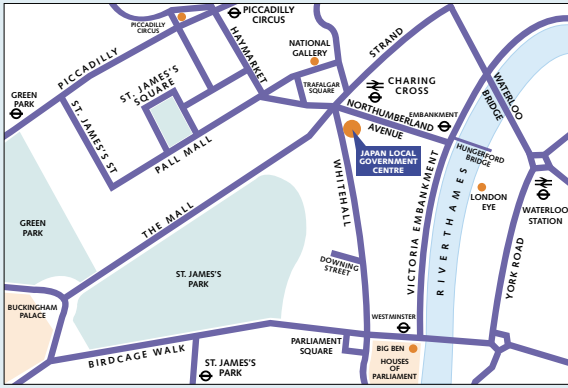 PICCADILLY
CIRCUS
PICCADILLY
CIRCUS
PICCADILLY
HAYMARKET
NATIONAL
GALLERY
STRAND
TRAFALGAR
SQUARE
CHARING
CROSS
WATERLOO
BRIDGE
GREEN
PARK
ST. JAMES'S
SQUARE
ST. JAMES'S ST
PALL MALL
NORTHUMBERLAND
AVENUE
EMBANKMENT
HUNGERFORD
BRIDGE
JAPAN LOCAL
GOVERNMENT
CENTRE
WHITEHALL
VICTORIA EMBANKMENT
RIVER THAMES
LONDON
EYE
WATERLOO
STATION
YORK ROAD
THE MALL
GREEN
PARK
ST. JAMES'S
PARK
DOWNING
STREET
BUCKINGHAM
PALACE
WESTMINSTER
BIRDCAGE WALK
ST. JAMES'S
PARK
PARLIAMENT
SQUARE
BIG BEN
HOUSES
OF
PARLIAMENT